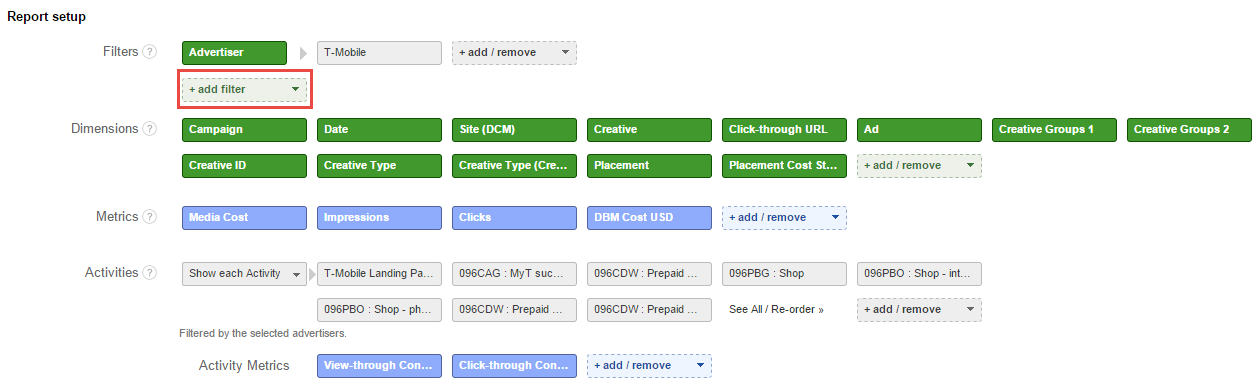 Report setup
Filters ? Advertiser T-Mobile + add / remove
+ add filter
Dimensions ? Campaign Date Site (DCM) Creative Click-through URL Ad Creative Groups 1 Creative Groups 2
Creative ID Creative Type Creative Type (Cre... Placement Placement Cost St... + add / remove
Metrics ? Media Cost Impressions Clicks DBM Cost USD + add / remove
Activities ? Show each Activity T-Mobile Landing Pa... 096CAG : MyT suc... 096CDW : Prepaid ... 096PBG : Shop 096PBO : Shop - int...
096PBO : Shop - ph... 096CDW : Prepaid ... 096CDW : Prepaid ... See All / Re-order » + add / remove
Filtered by the selected advertisers.
Activity Metrics View-through Con... Click-through Con... + add / remove